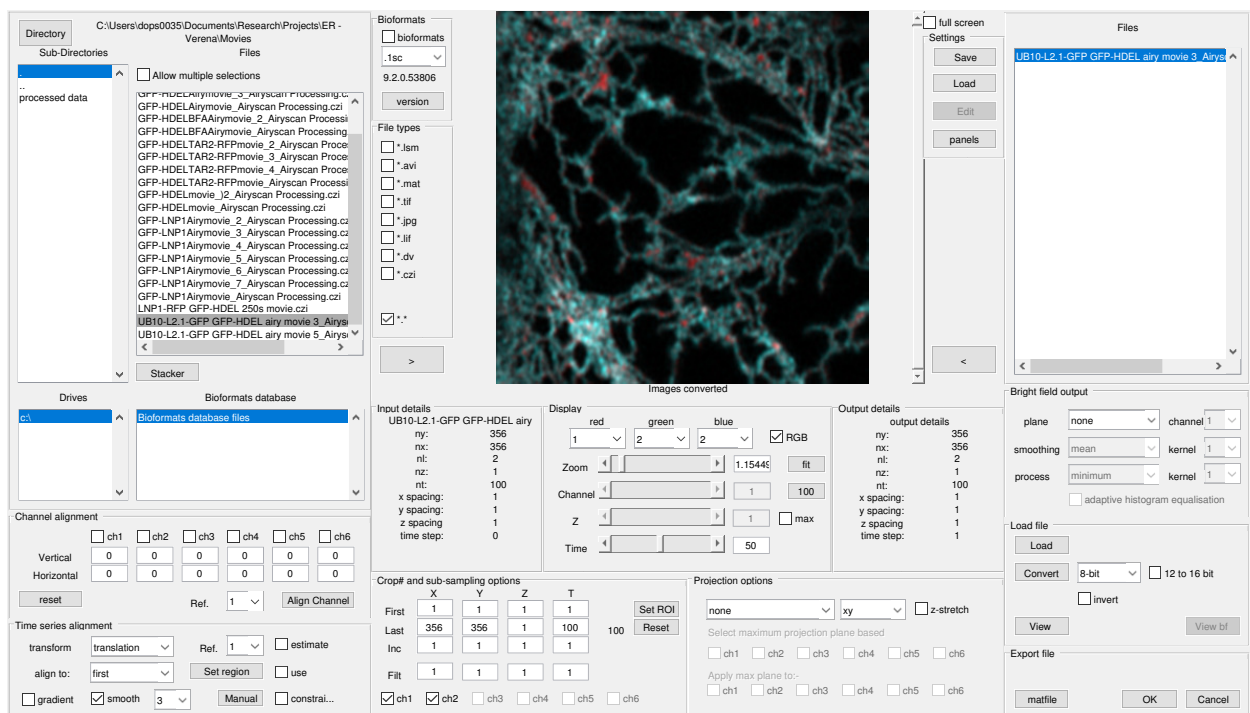 Directory
C:\Users\dops0035\Documents\Research\Projects\ER -
Verena\Movies
Sub-Directories
Files
.
..
processed data
Allow multiple selections
GFP-HDELAirymovie_3_Airyscan Processing.cz
GFP-HDELAirymovie_Airyscan Processing.czi
GFP-HDELBFAAirymovie_2_Airyscan Processi
GFP-HDELBFAAirymovie_Airyscan Processing
GFP-HDELTAR2-RFPmovie_2_Airyscan Proce
GFP-HDELTAR2-RFPmovie_3_Airyscan Proce
GFP-HDELTAR2-RFPmovie_4_Airyscan Proce
GFP-HDELTAR2-RFPmovie_Airyscan Processi
GFP-HDELmovie_)2_Airyscan Processing.czi
GFP-HDELmovie_Airyscan Processing.czi
GFP-LNP1Airymovie_2_Airyscan Processing.cz
GFP-LNP1Airymovie_3_Airyscan Processing.cz
GFP-LNP1Airymovie_4_Airyscan Processing.cz
GFP-LNP1Airymovie_5_Airyscan Processing.cz
GFP-LNP1Airymovie_6_Airyscan Processing.cz
GFP-LNP1Airymovie_7_Airyscan Processing.cz
GFP-LNP1Airymovie_Airyscan Processing.czi
LNP1-RFP GFP-HDEL 250s movie.czi
UB10-L2.1-GFP GFP-HDEL airy movie 3_Airys
UB10-L2.1-GFP GFP-HDEL airy movie 5_Airys
Stacker
Drives
c:\
Bioformats database
Bioformats database files
Bioformats
bioformats
.1sc
9.2.0.53806
version
File types
*.lsm
*.avi
*.mat
*.tif
*.jpg
*.lif
*.dv
*.czi
*.*
>
Images converted
full screen
Settings
Save
Load
Edit
panels
<
Files
UB10-L2.1-GFP GFP-HDEL airy movie 3_Airys
Input details
UB10-L2.1-GFP GFP-HDEL airy
ny: 356
nx: 356
nl: 2
nz: 1
nt: 100
x spacing: 1
y spacing: 1
z spacing 1
time step: 0
Display
red green blue
1 2 2 RGB
Zoom 1.15449 fit
Channel 1 100
Z 1 max
Time 50
Output details
output details
ny: 356
nx: 356
nl: 2
nz: 1
nt: 100
x spacing: 1
y spacing: 1
z spacing 1
time step: 1
Bright field output
plane none channel 1
smoothing mean kernel 1
process minimum kernel 1
adaptive histogram equalisation
Channel alignment
ch1 ch2 ch3 ch4 ch5 ch6
Vertical 0 0 0 0 0 0
Horizontal 0 0 0 0 0 0
reset Ref. 1 Align Channel
Time series alignment
transform translation Ref. 1 estimate
align to: first Set region use
gradient smooth 3 Manual constrai...
Crop# and sub-sampling options
X Y Z T
First 1 1 1 1 Set ROI
Last 356 356 1 100 100 Reset
Inc 1 1 1 1
Filt 1 1 1 1
ch1 ch2 ch3 ch4 ch5 ch6
Projection options
none xy z-stretch
Select maximum projection plane based
ch1 ch2 ch3 ch4 ch5 ch6
Apply max plane to:-
ch1 ch2 ch3 ch4 ch5 ch6
Load file
Load
Convert 8-bit 12 to 16 bit
invert
View View bf
Export file
matfile OK Cancel